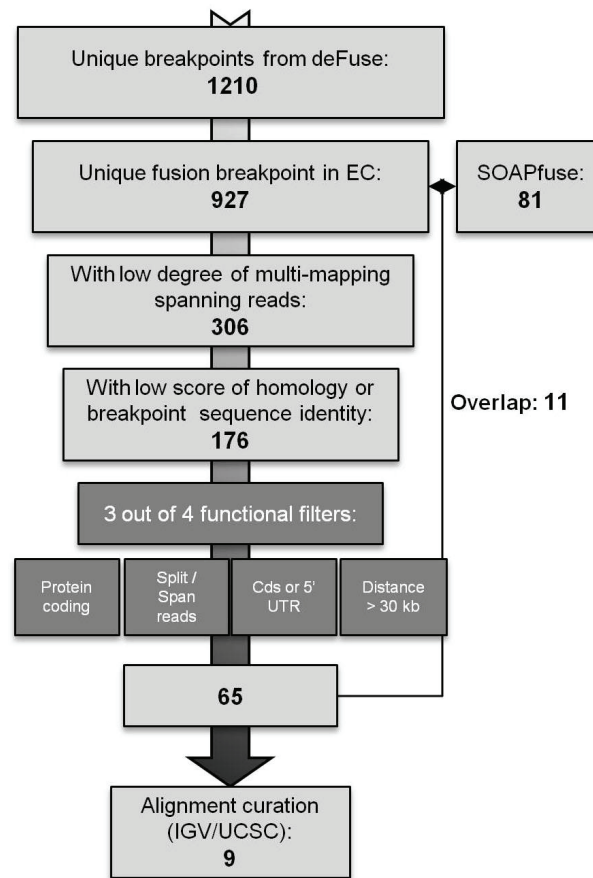 Unique breakpoints from deFuse:
1210
Unique fusion breakpoint in EC:
927
SOAPfuse:
81
With low degree of multi-mapping
spanning reads:
306
With low score of homology or
breakpoint sequence identity:
176
Overlap: 11
3 out of 4 functional filters:
Protein
coding
Split /
Span
reads
Cds or 5'
UTR
Distance
> 30 kb
65
Alignment curation
(IGV/UCSC):
9